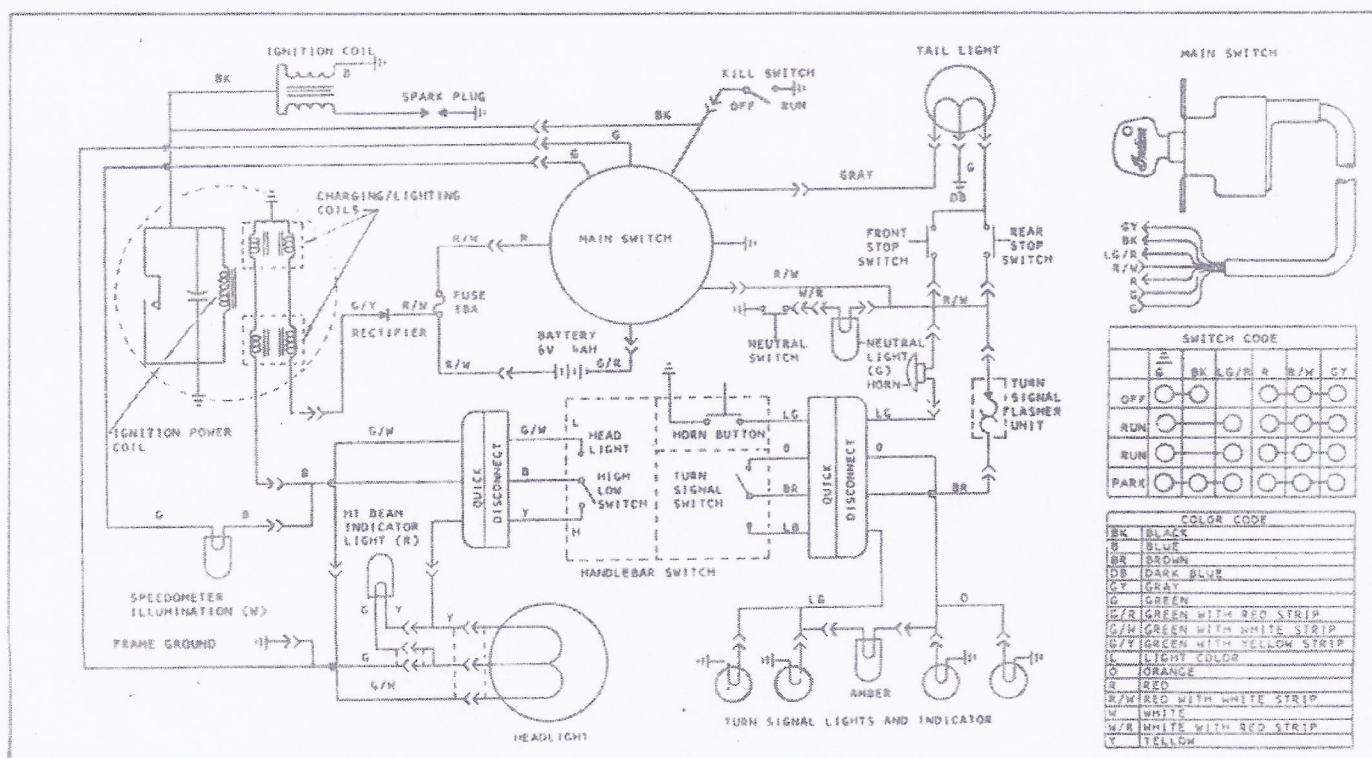 IGNITION COIL
BK
B
SPARK PLUG
KILL SWITCH
OFF RUN
TAIL LIGHT
MAIN SWITCH
BK
G
G
GRAY
G
DB
CHARGING/LIGHTING
COILS
MAIN SWITCH
R/W
R
FRONT
STOP
SWITCH
REAR
STOP
SWITCH
R/W
W/R
R/W
FUSE
10A
G/Y
R/W
RECTIFIER
BATTERY
6V 4AH
G/R
R/W
NEUTRAL
SWITCH
NEUTRAL
LIGHT
(G)
HORN
TURN
SIGNAL
FLASHER
UNIT
GY
BK
LG/R
R/W
R
G
G
IGNITION POWER
COIL
G/W
G/W
B
Y
QUICK
DISCONNECT
L
HEAD
LIGHT
HIGH
LOW
SWITCH
H
HORN BUTTON
TURN
SIGNAL
SWITCH
LG
O
BR
LG
QUICK
DISCONNECT
LG
O
BR
HANDLEBAR SWITCH
B
G
B
HI BEAM
INDICATOR
LIGHT (R)
SPEEDOMETER
ILLUMINATION (W)
G
Y
Y
FRAME GROUND
G
G/W
HEADLIGHT
LG
O
AMBER
TURN SIGNAL LIGHTS AND INDICATOR
SWITCH CODE
G BK LG/R R R/W GY
OFF
RUN
RUN
PARK
COLOR CODE
BK BLACK
B BLUE
BR BROWN
DB DARK BLUE
GY GRAY
G GREEN
G/R GREEN WITH RED STRIP
G/W GREEN WITH WHITE STRIP
G/Y GREEN WITH YELLOW STRIP
L LIGHT COLOR
O ORANGE
R RED
R/W RED WITH WHITE STRIP
W WHITE
W/R WHITE WITH RED STRIP
Y YELLOW